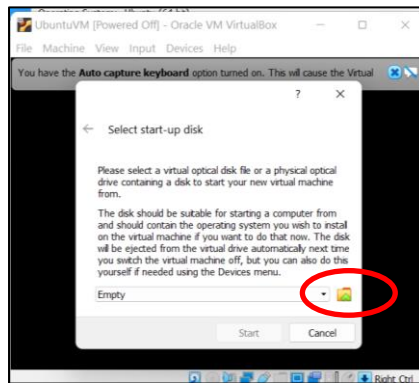 UbuntuVM [Powered Off] - Oracle VM VirtualBox
File Machine View Input Devices Help
You have the Auto capture keyboard option turned on. This will cause the Virtual
Select start-up disk
Please select a virtual optical disk file or a physical optical
drive containing a disk to start your new virtual machine
from.
The disk should be suitable for starting a computer from
and should contain the operating system you wish to install
on the virtual machine if you want to do that now. The disk
will be ejected from the virtual drive automatically next time
you switch the virtual machine off, but you can also do this
yourself if needed using the Devices menu.
Empty
Start Cancel
Right Ctrl